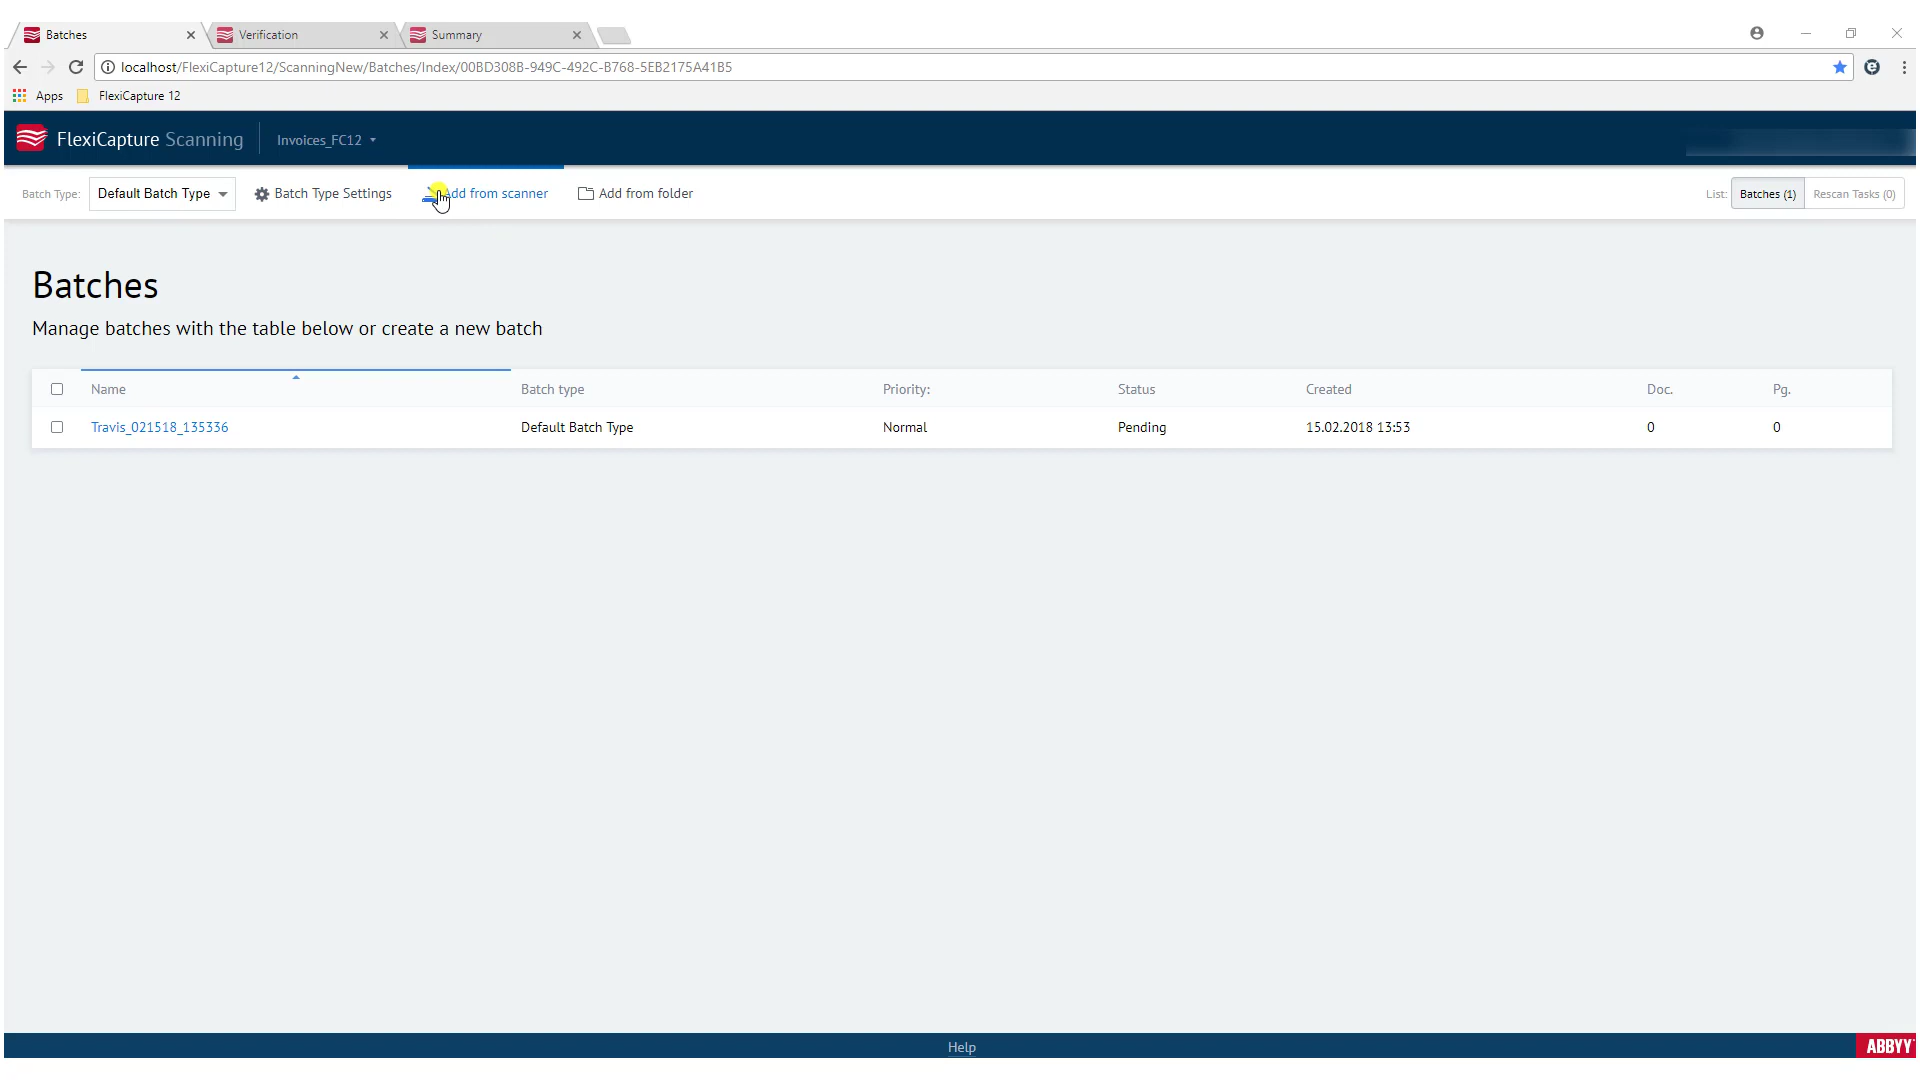 Batches
Verification
Summary
localhost/FlexiCapture12/ScanningNew/Batches/Index/00BD308B-949C-492C-B768-5EB2175A41B5
Apps
FlexiCapture 12
FlexiCapture Scanning
Invoices_FC12
Batch Type:
Default Batch Type
Batch Type Settings
Add from scanner
Add from folder
List:
Batches (1)
Rescan Tasks (0)
Batches
Manage batches with the table below or create a new batch
Name
Batch type
Priority:
Status
Created
Doc.
Pg.
Travis_021518_135336
Default Batch Type
Normal
Pending
15.02.2018 13:53
0
0
Help
ABBYY